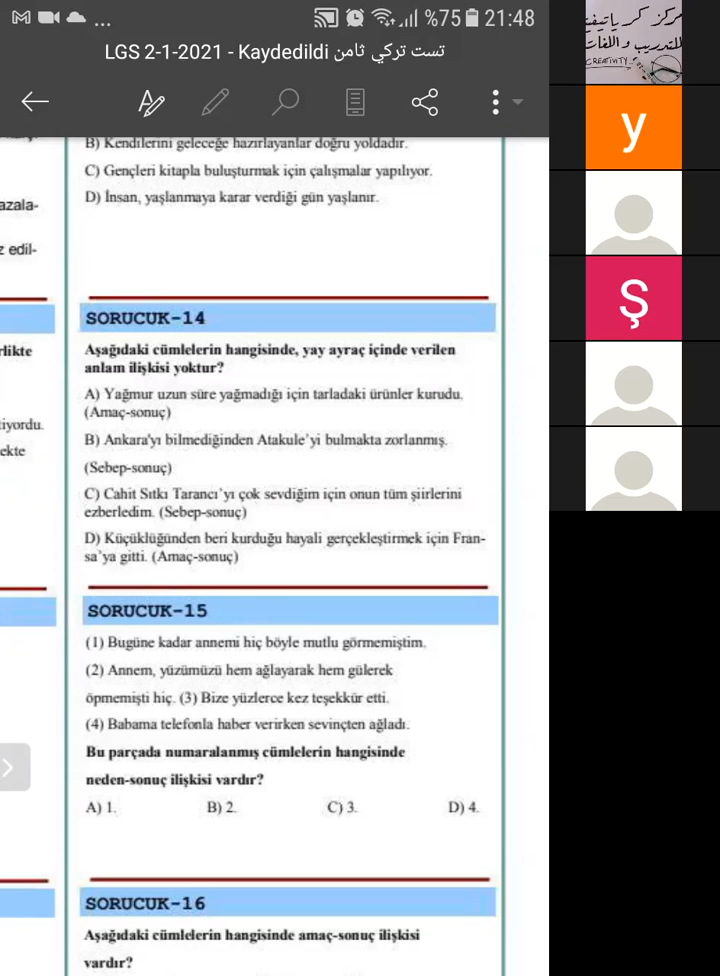 ... %75 21:48
LGS 2-1-2021 - Kaydedildi تست تركي ثامن
مركز كرياتيفيتي
للتدريب واللغات
CREATIVITY
y
Ş
B) Kendilerini geleceğe hazırlayanlar doğru yoldadır.
C) Gençleri kitapla buluşturmak için çalışmalar yapılıyor.
D) İnsan, yaşlanmaya karar verdiği gün yaşlanır.
azala-
z edil-
rlikte
tiyordu.
ekte
SORUCUK-14
Aşağıdaki cümlelerin hangisinde, yay ayraç içinde verilen
anlam ilişkisi yoktur?
A) Yağmur uzun süre yağmadığı için tarladaki ürünler kurudu.
(Amaç-sonuç)
B) Ankara'yı bilmediğinden Atakule'yi bulmakta zorlanmış.
(Sebep-sonuç)
C) Cahit Sıtkı Tarancı'yı çok sevdiğim için onun tüm şiirlerini
ezberledim. (Sebep-sonuç)
D) Küçüklüğünden beri kurduğu hayali gerçekleştirmek için Fran-
sa'ya gitti. (Amaç-sonuç)
SORUCUK-15
(1) Bugüne kadar annemi hiç böyle mutlu görmemiştim.
(2) Annem, yüzümüzü hem ağlayarak hem gülerek
öpmemişti hiç. (3) Bize yüzlerce kez teşekkür etti.
(4) Babama telefonla haber verirken sevinçten ağladı.
Bu parçada numaralanmış cümlelerin hangisinde
neden-sonuç ilişkisi vardır?
A) 1. B) 2. C) 3. D) 4.
SORUCUK-16
Aşağıdaki cümlelerin hangisinde amaç-sonuç ilişkisi
vardır?